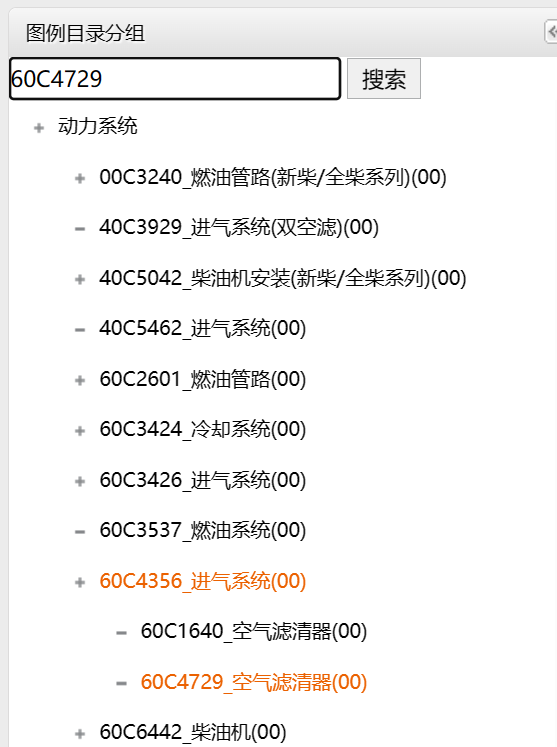 图例目录分组
60C4729 搜索
动力系统
00C3240_燃油管路(新柴/全柴系列)(00)
40C3929_进气系统(双空滤)(00)
40C5042_柴油机安装(新柴/全柴系列)(00)
40C5462_进气系统(00)
60C2601_燃油管路(00)
60C3424_冷却系统(00)
60C3426_进气系统(00)
60C3537_燃油系统(00)
60C4356_进气系统(00)
60C1640_空气滤清器(00)
60C4729_空气滤清器(00)
60C6442_柴油机(00)